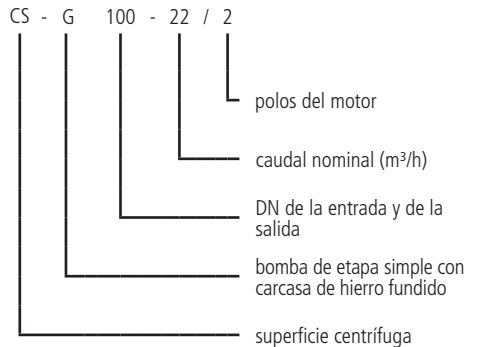 CS - G 100 - 22 / 2
polos del motor
caudal nominal (m³/h)
DN de la entrada y de la
salida
bomba de etapa simple con
carcasa de hierro fundido
superficie centrífuga